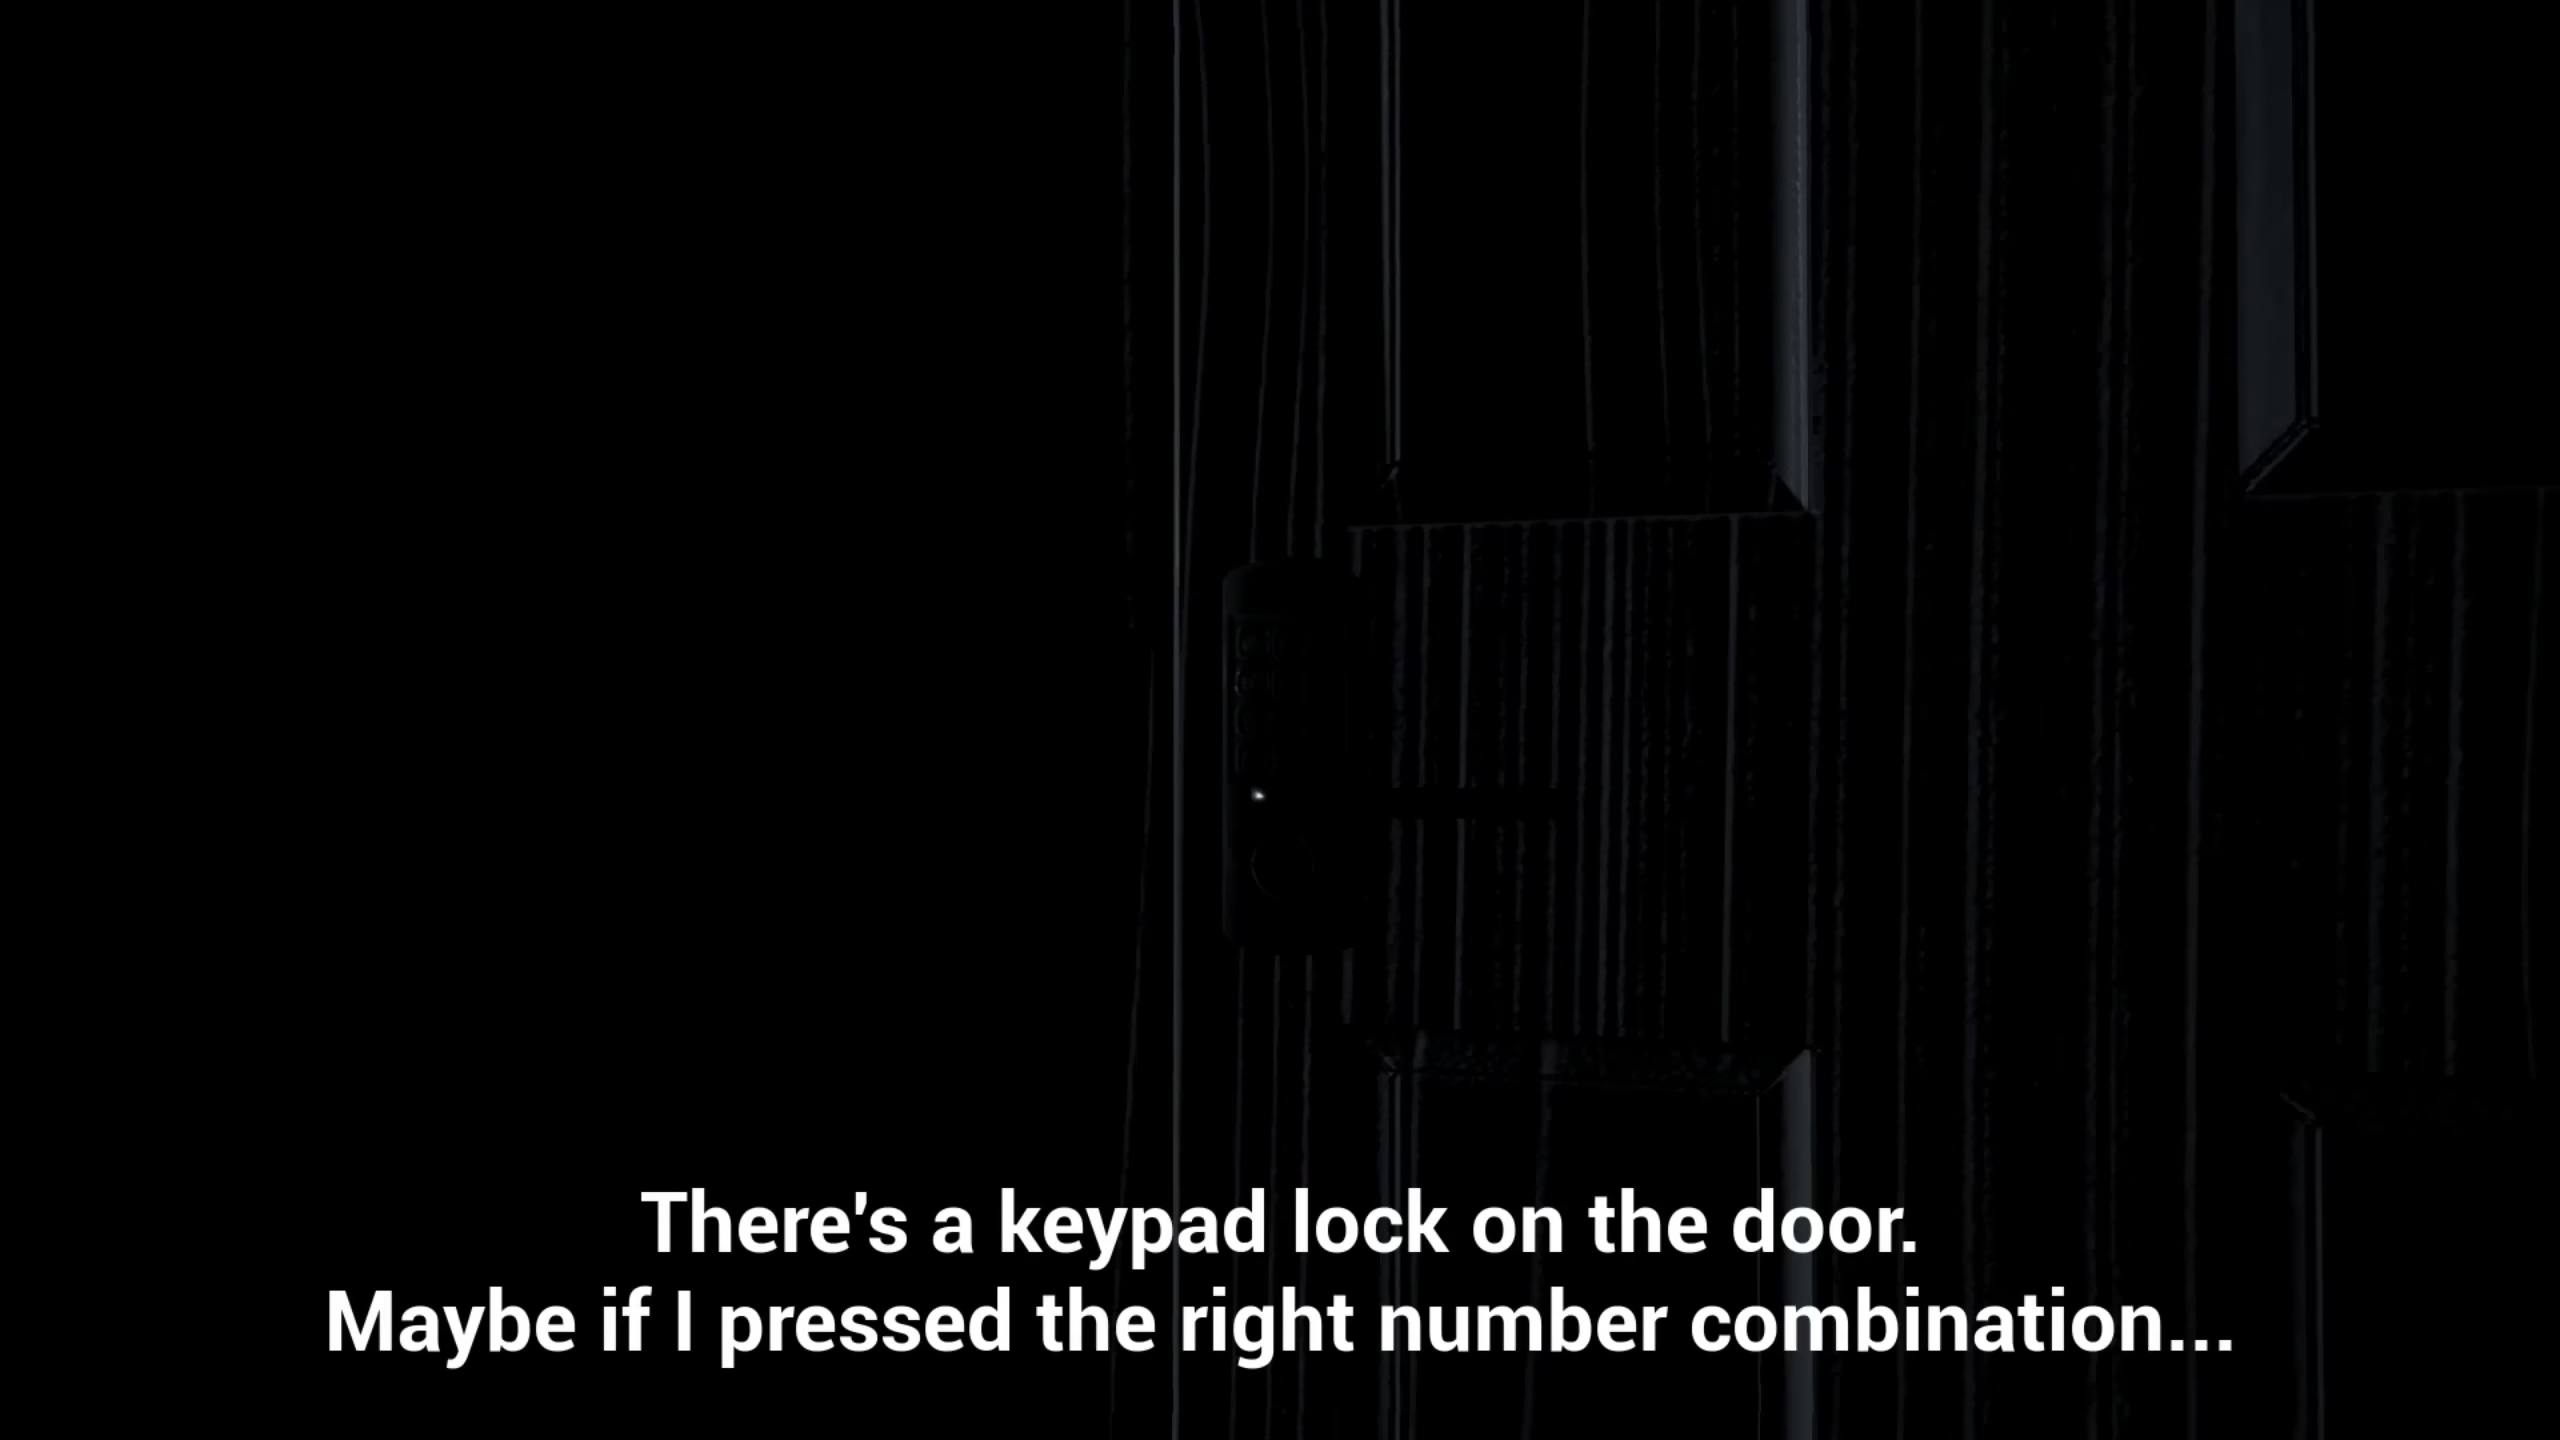 There's a keypad lock on the door.
Maybe if I pressed the right number combination...